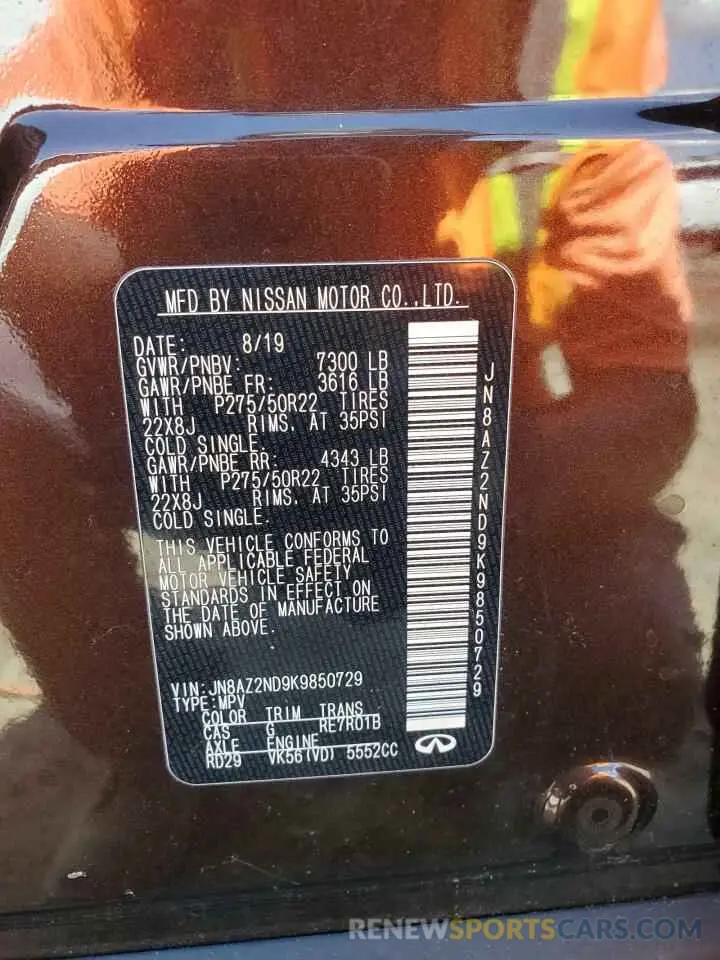 MFD BY NISSAN MOTOR CO.,LTD.
DATE: 8/19
GVWR/PNBV: 7300 LB
GAWR/PNBE FR: 3616 LB
WITH P275/50R22 TIRES
22X8J RIMS, AT 35PSI
COLD SINGLE.
GAWR/PNBE RR: 4343 LB
WITH P275/50R22 TIRES
22X8J RIMS, AT 35PSI
COLD SINGLE.
THIS VEHICLE CONFORMS TO
ALL APPLICABLE FEDERAL
MOTOR VEHICLE SAFETY
STANDARDS IN EFFECT ON
THE DATE OF MANUFACTURE
SHOWN ABOVE.
VIN:JN8AZ2ND9K9850729
TYPE:MPV
COLOR TRIM TRANS
CAS G RE7R01B
AXLE ENGINE
RD29 VK56(VD) 5552CC
JN8AZ2ND9K9850729
RENEWSPORTSCARS.COM